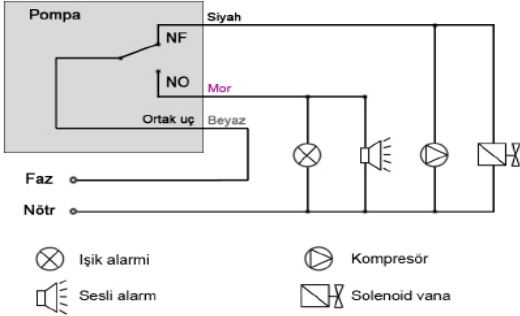 Pompa
Siyah
NF
NO
Mor
Ortak uç
Beyaz
Faz
Nötr
Işik alarmi
Kompresör
Sesli alarm
Solenoid vana